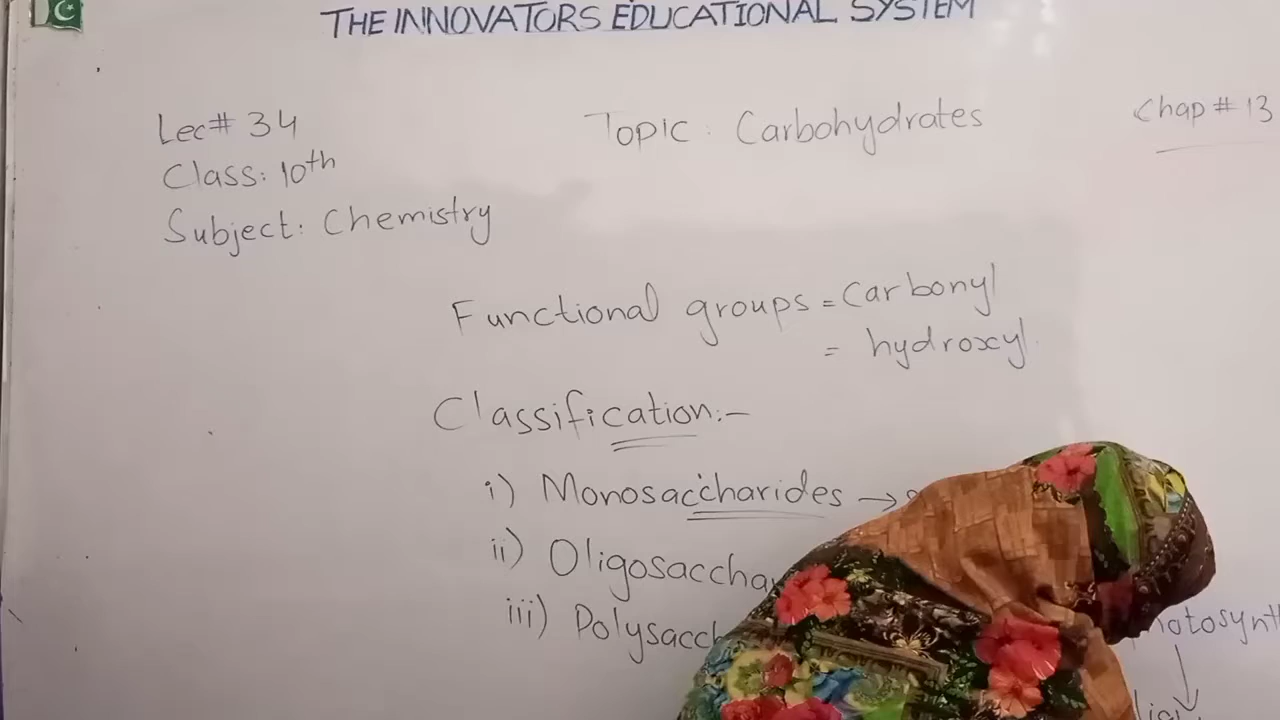 THE INNOVATORS EDUCATIONAL SYSTEM
Lec# 34
Topic: Carbohydrates
Chap # 13
Class: 10th
Subject: Chemistry
Functional groups = Carbonyl
= hydroxyl
Classification:-
i) Monosaccharides →
ii) Oligosaccha
iii) Polysacch